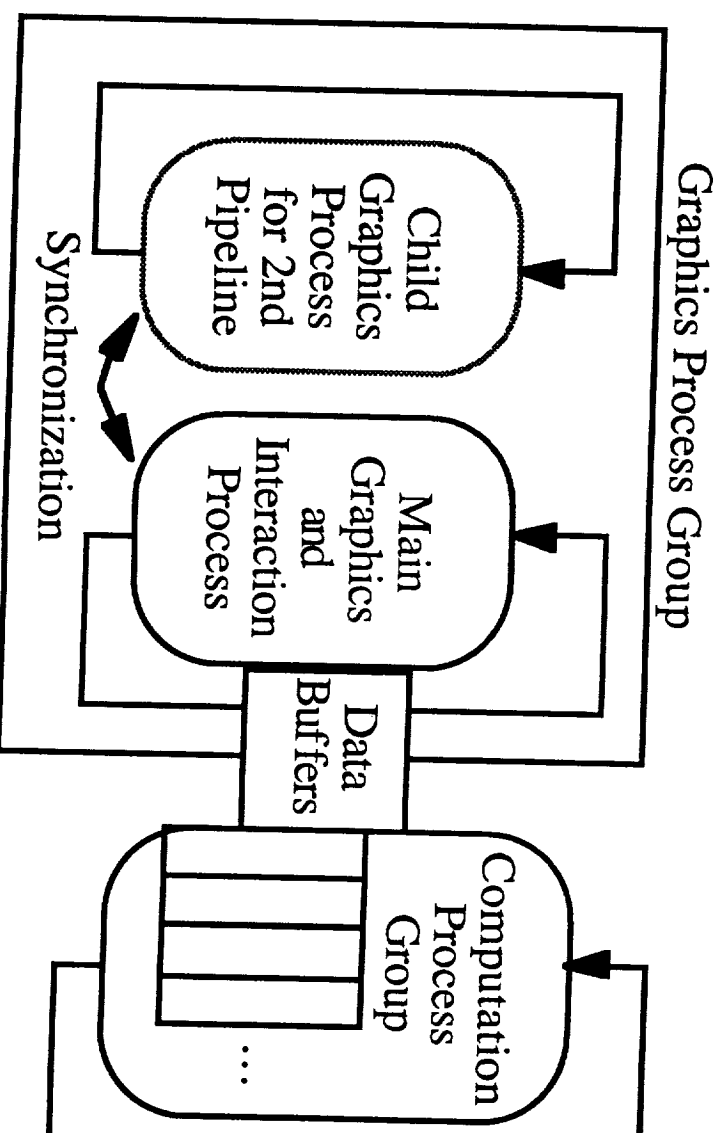 Graphics Process Group
Child
Graphics
Process
for 2nd
Pipeline
Synchronization
Main
Graphics
and
Interaction
Process
Data
Buffers
Computation
Process
Group
...